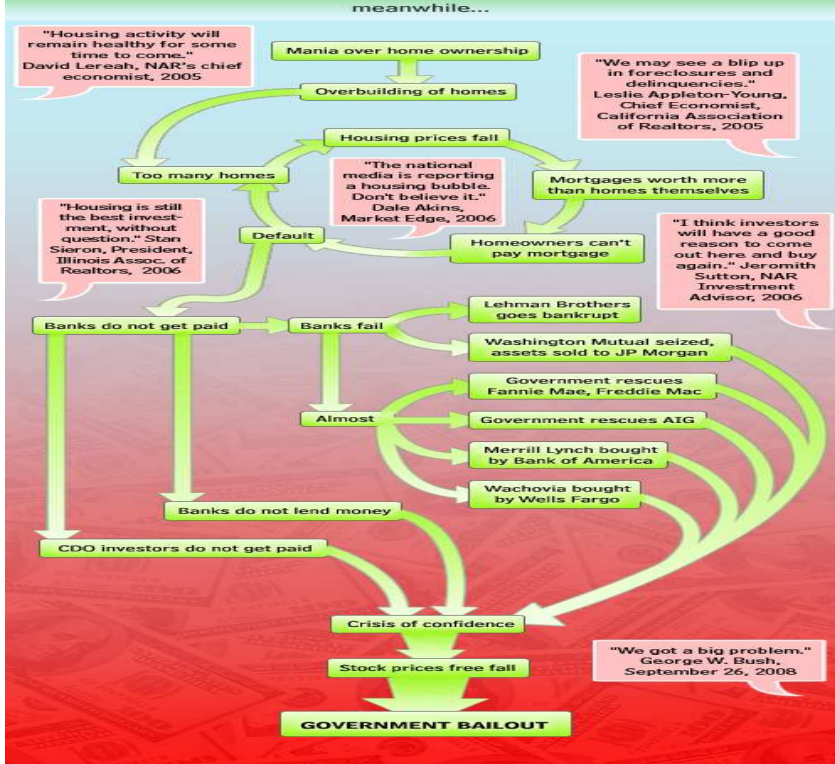 meanwhile...
"Housing activity will
remain healthy for some
time to come."
David Lereah, NAR's chief
economist, 2005
Mania over home ownership
Overbuilding of homes
"We may see a blip up
in foreclosures and
delinquencies."
Leslie Appleton-Young,
Chief Economist,
California Association
of Realtors, 2005
Housing prices fall
Too many homes
"The national
media is reporting
a housing bubble.
Don't believe it."
Dale Akins,
Market Edge, 2006
Mortgages worth more
than homes themselves
"Housing is still
the best invest-
ment, without
question." Stan
Sieron, President,
Illinois Assoc. of
Realtors, 2006
Default
Homeowners can't
pay mortgage
"I think investors
will have a good
reason to come
out here and buy
again." Jeromith
Sutton, NAR
Investment
Advisor, 2006
Banks do not get paid
Banks fail
Lehman Brothers
goes bankrupt
Washington Mutual seized,
assets sold to JP Morgan
Almost
Government rescues
Fannie Mae, Freddie Mac
Government rescues AIG
Merrill Lynch bought
by Bank of America
Wachovia bought
by Wells Fargo
Banks do not lend money
CDO investors do not get paid
Crisis of confidence
Stock prices free fall
"We got a big problem."
George W. Bush,
September 26, 2008
GOVERNMENT BAILOUT